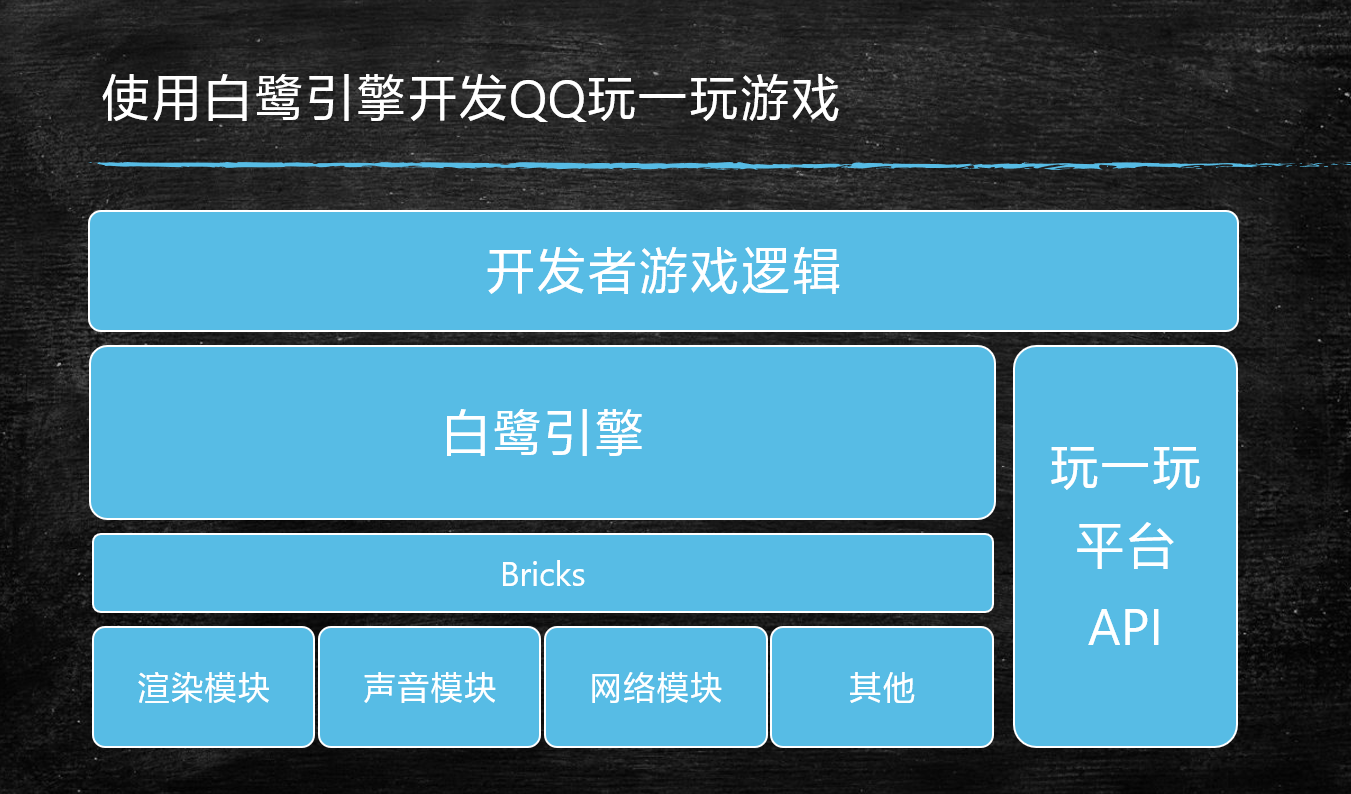 使用白鹭引擎开发QQ玩一玩游戏
开发者游戏逻辑
白鹭引擎
玩一玩
平台
API
Bricks
渲染模块
声音模块
网络模块
其他